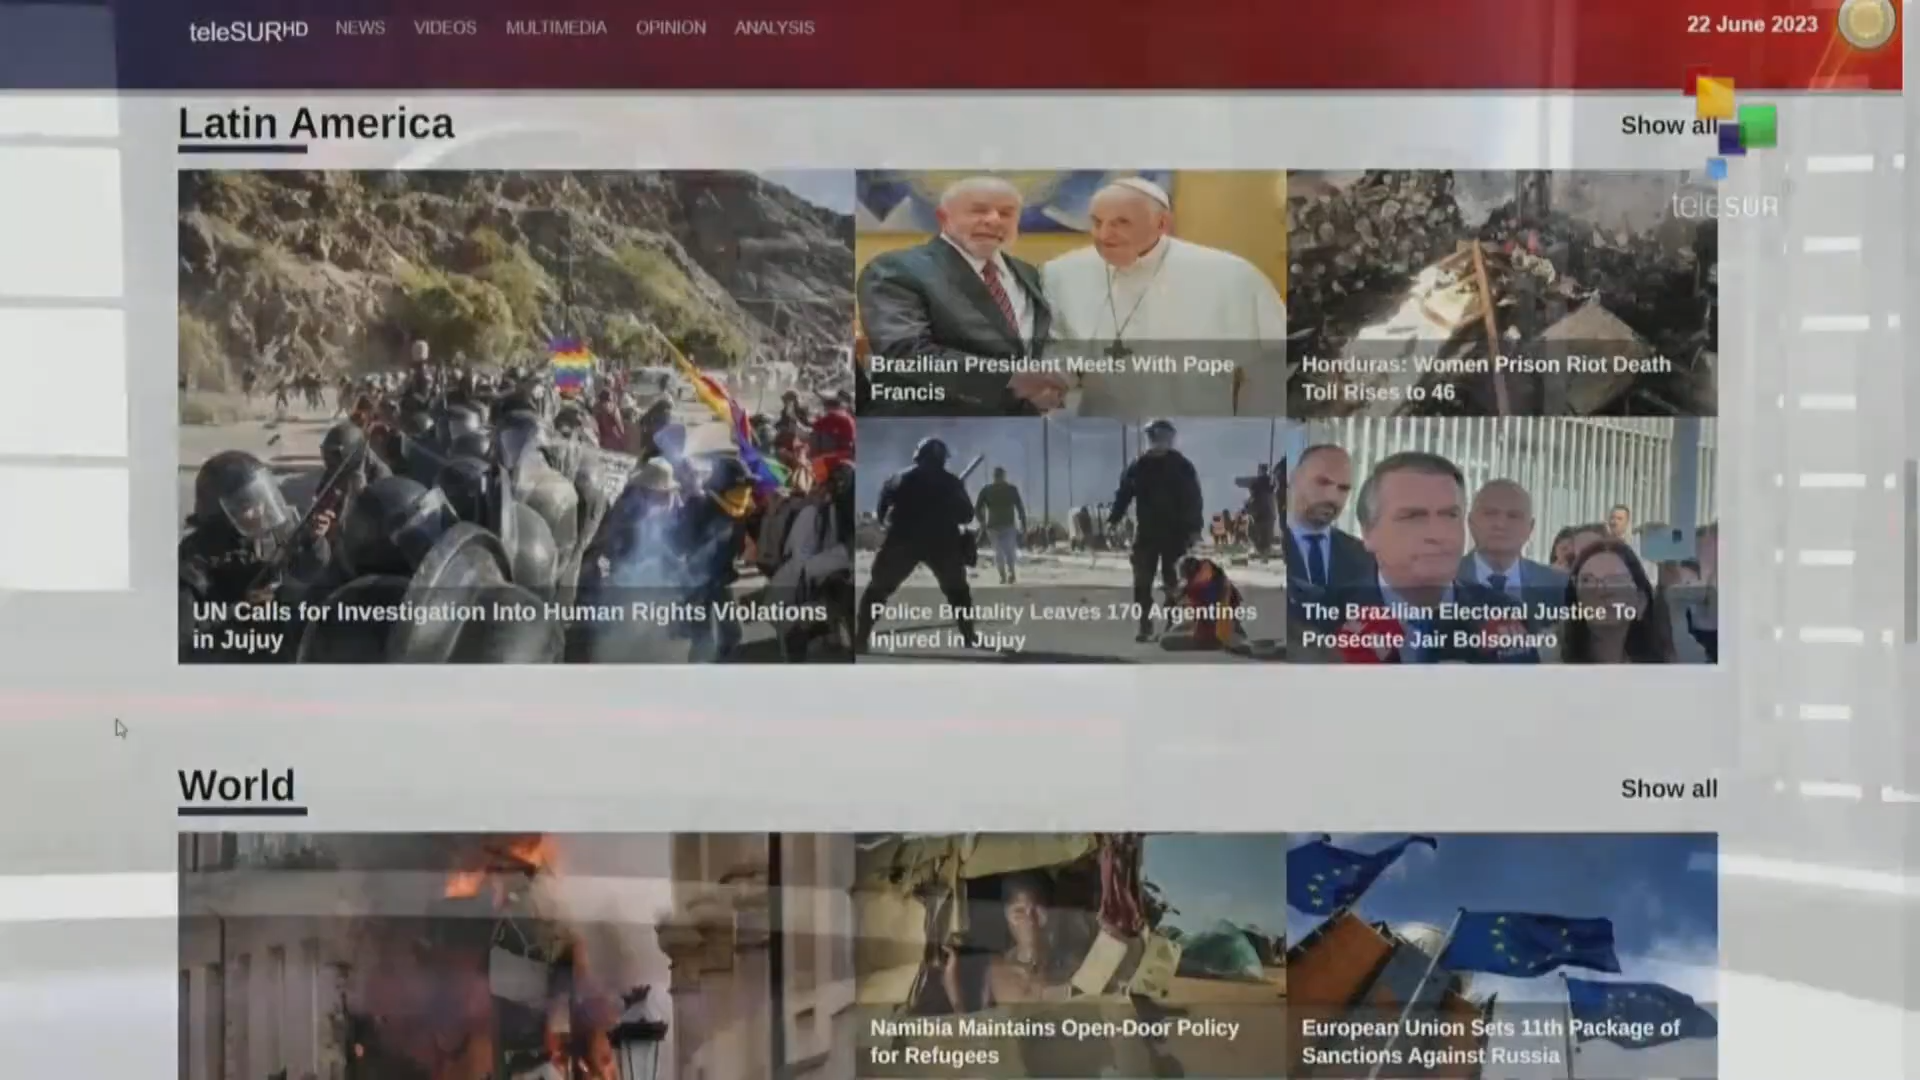 teleSURHD NEWS VIDEOS MULTIMEDIA OPINION ANALYSIS
22 June 2023
Latin America
Show all
teleSUR
Brazilian President Meets With Pope
Francis
Honduras: Women Prison Riot Death
Toll Rises to 46
UN Calls for Investigation Into Human Rights Violations
in Jujuy
Police Brutality Leaves 170 Argentines
Injured in Jujuy
The Brazilian Electoral Justice To
Prosecute Jair Bolsonaro
World
Show all
Namibia Maintains Open-Door Policy
for Refugees
European Union Sets 11th Package of
Sanctions Against Russia